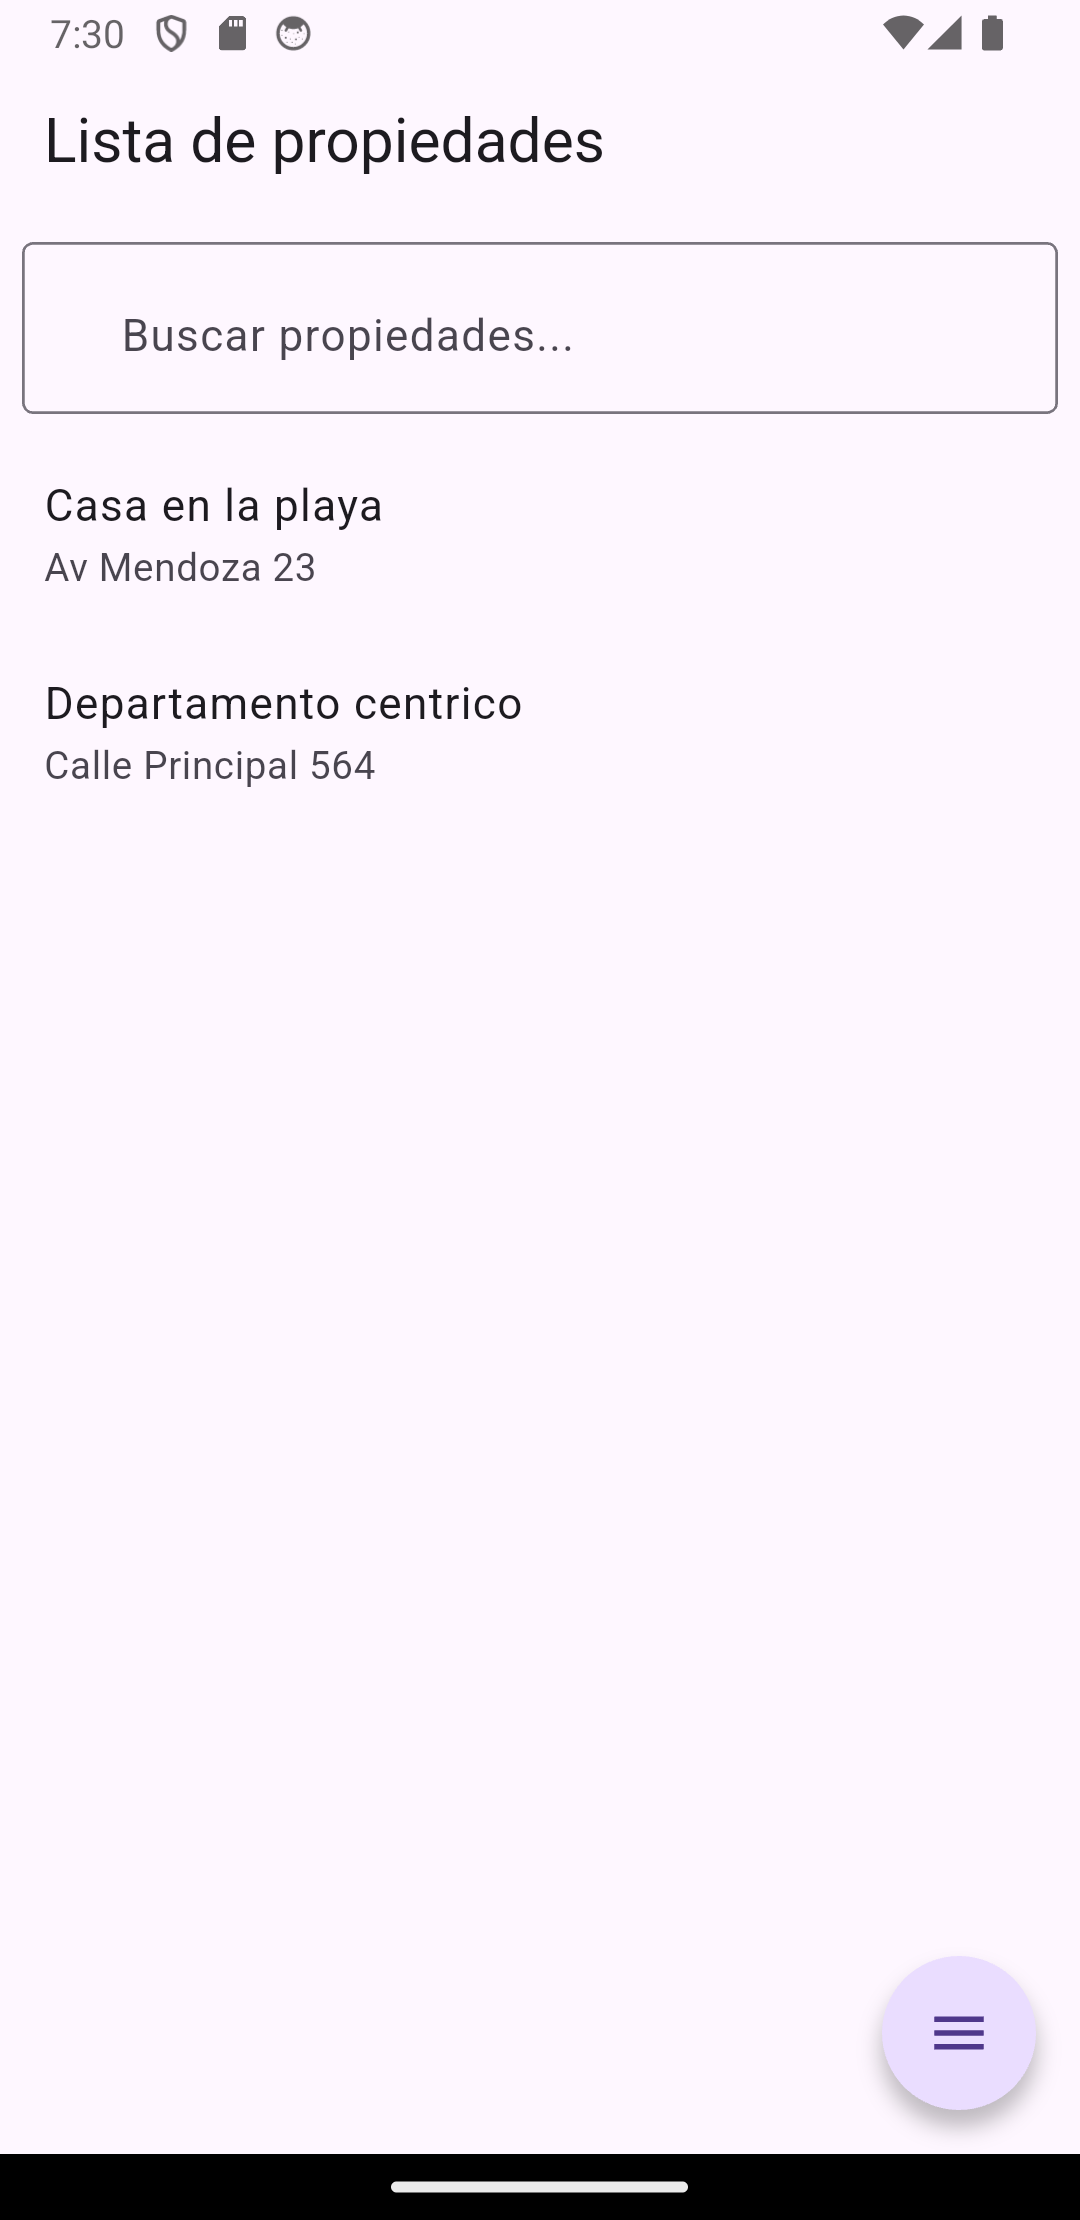 7:30
Lista de propiedades
Buscar propiedades...
Casa en la playa
Av Mendoza 23
Departamento centrico
Calle Principal 564